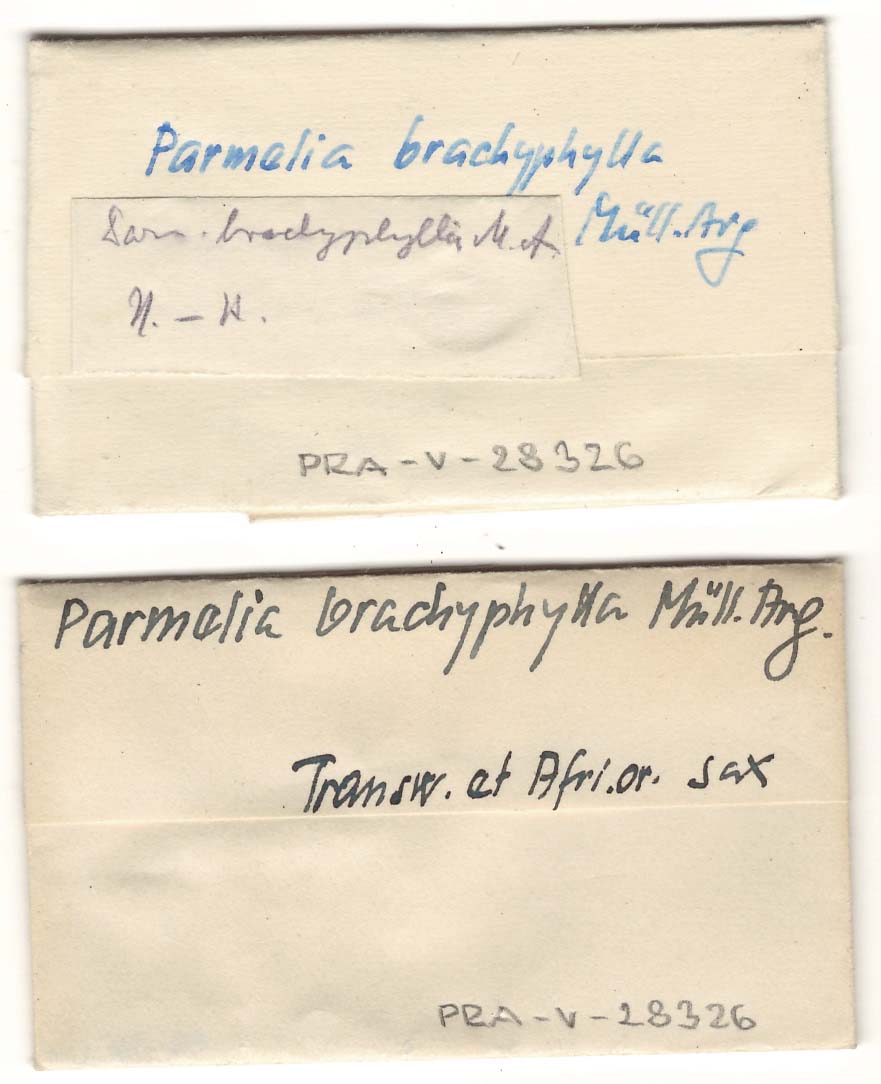 Parmelia brachyphylla
Müll.Arg
Parm. brachyphylla M.A.
N. – H.
PRA-V-28326
Parmelia brachyphylla Müll. Arg.
Transv. et Afri.or. sax
PRA-V-28326